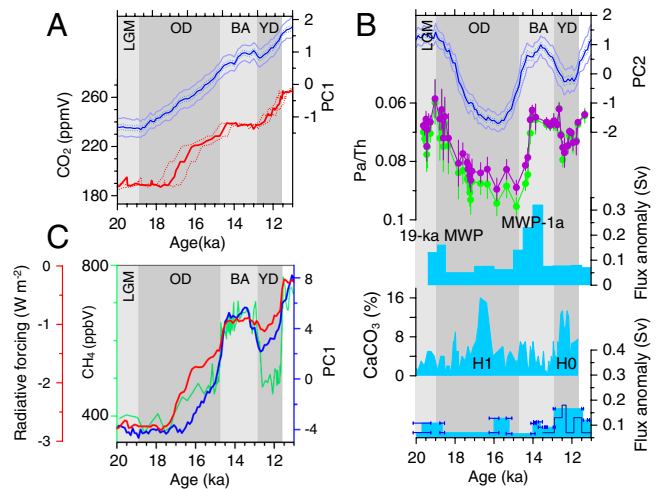 A
LGM
OD
BA
YD
2
1
0
-1
PC1
260
220
180
CO₂ (ppmV)
20
18
16
14
12
Age(ka)
B
LGM
OD
BA
YD
2
1
0
-1
-2
PC2
0.06
0.08
0.1
Pa/Th
19-ka MWP
MWP-1a
0.3
0.2
0.1
0
Flux anomaly (Sv)
16
12
8
4
0
CaCO₃ (%)
H1
H0
0.4
0.3
0.2
0.1
0
Flux anomaly (Sv)
20
18
16
14
12
Age (ka)
C
LGM
OD
BA
YD
0
-1
-2
-3
Radiative forcing (W m⁻²)
800
400
CH₄ (ppbV)
8
4
0
-4
PC1
20
18
16
14
12
Age (ka)